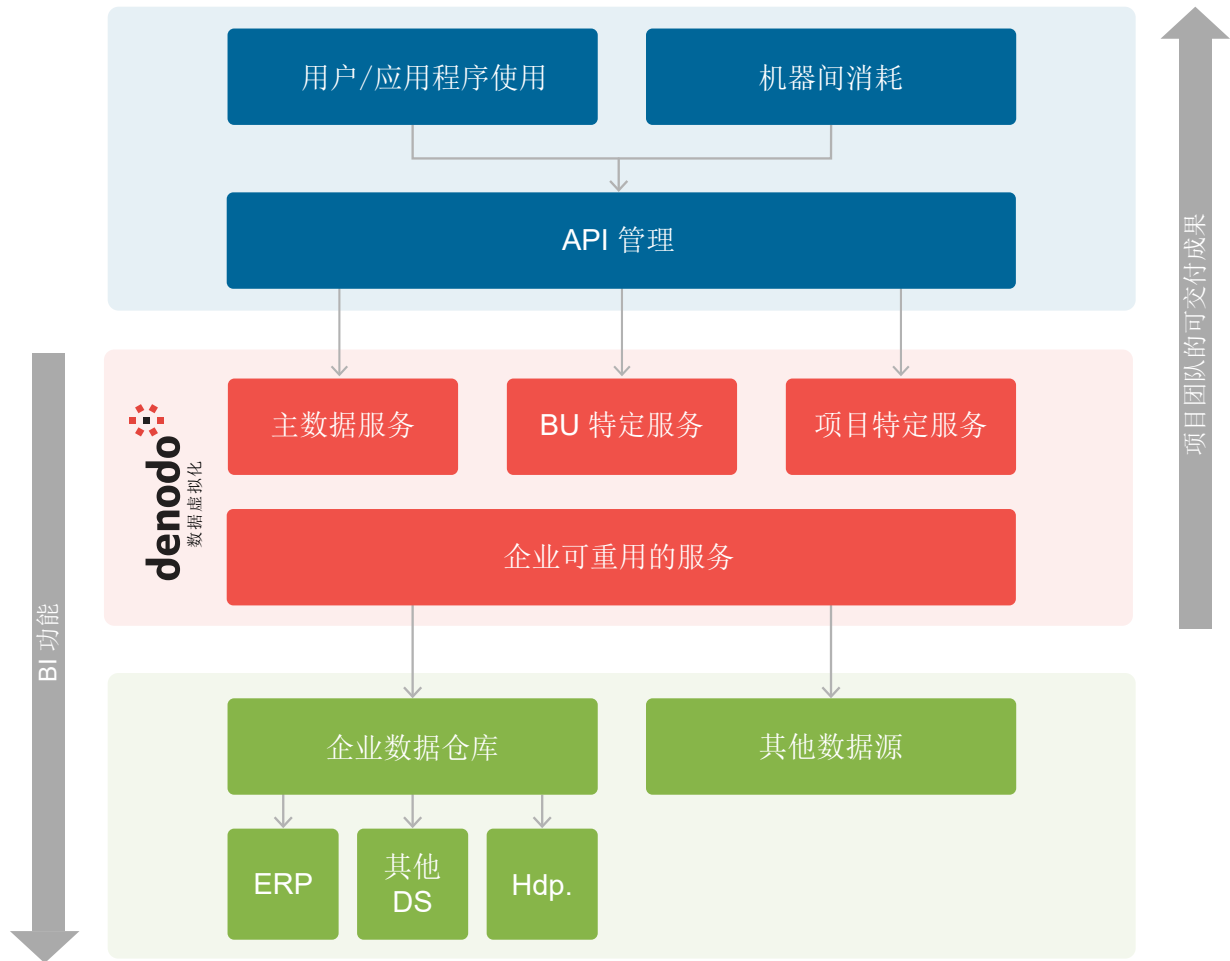 用户/应用程序使用
机器间消耗
API 管理
项目团队的可交付成果
主数据服务
BU 特定服务
项目特定服务
denodo
数据虚拟化
企业可重用的服务
BI 功能
企业数据仓库
其他数据源
ERP
其他
DS
Hdp.